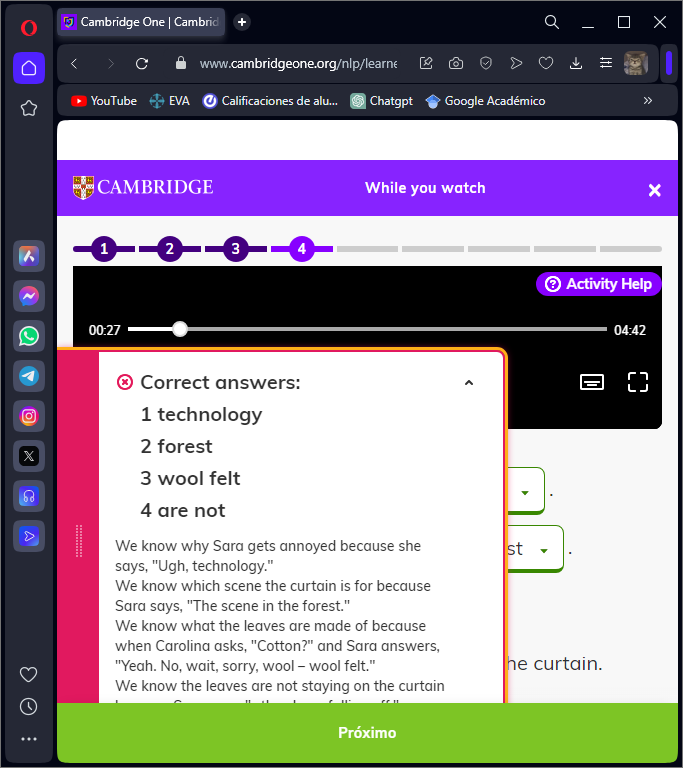 Cambridge One | Cambrid
www.cambridgeone.org/nlp/learne
YouTube
EVA
Calificaciones de alu...
Chatgpt
Google Académico
CAMBRIDGE
While you watch
1
2
3
4
Activity Help
00:27
04:42
Correct answers:
1 technology
2 forest
3 wool felt
4 are not
We know why Sara gets annoyed because she
says, "Ugh, technology."
We know which scene the curtain is for because
Sara says, "The scene in the forest."
We know what the leaves are made of because
when Carolina asks, "Cotton?" and Sara answers,
"Yeah. No, wait, sorry, wool – wool felt."
We know the leaves are not staying on the curtain
.
st .
he curtain.
Próximo